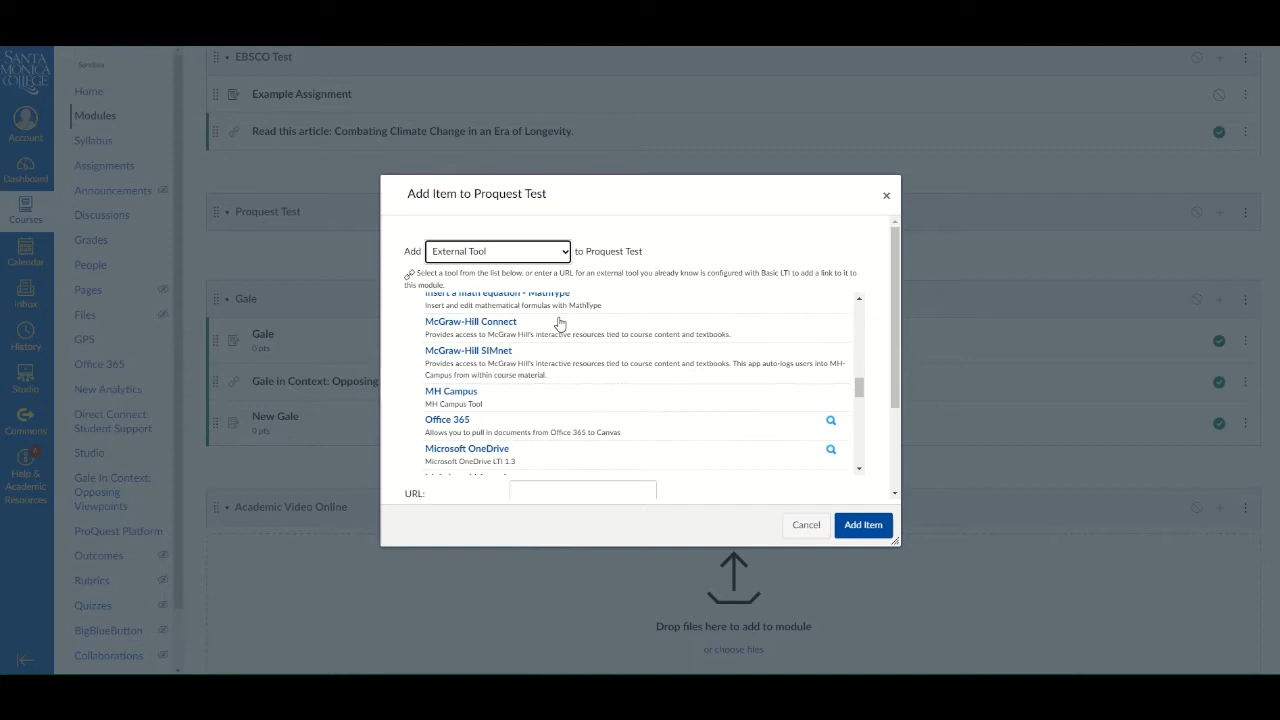 SANTA
MONICA
COLLEGE
Account
Dashboard
Courses
Calendar
Inbox
History
Studio
Commons
Help &
Academic
Resources
Sandbox
Home
Modules
Syllabus
Assignments
Announcements
Discussions
Grades
People
Pages
Files
GPS
Office 365
New Analytics
Direct Connect:
Student Support
Studio
Gale In Context:
Opposing
Viewpoints
ProQuest Platform
Outcomes
Rubrics
Quizzes
BigBlueButton
Collaborations
EBSCO Test
Example Assignment
Read this article: Combating Climate Change in an Era of Longevity.
Proquest Test
Gale
Gale
0 pts
Gale in Context: Opposing
New Gale
0 pts
Academic Video Online
Drop files here to add to module
or choose files
Add Item to Proquest Test
Add External Tool to Proquest Test
Select a tool from the list below, or enter a URL for an external tool you already know is configured with Basic LTI to add a link to it to
this module.
Insert a math equation - MathType
Insert and edit mathematical formulas with MathType
McGraw-Hill Connect
Provides access to McGraw Hill's interactive resources tied to course content and textbooks.
McGraw-Hill SIMnet
Provides access to McGraw Hill's interactive resources tied to course content and textbooks. This app auto-logs users into MH-
Campus from within course material.
MH Campus
MH Campus Tool
Office 365
Allows you to pull in documents from Office 365 to Canvas
Microsoft OneDrive
Microsoft OneDrive LTI 1.3
URL:
Cancel
Add Item